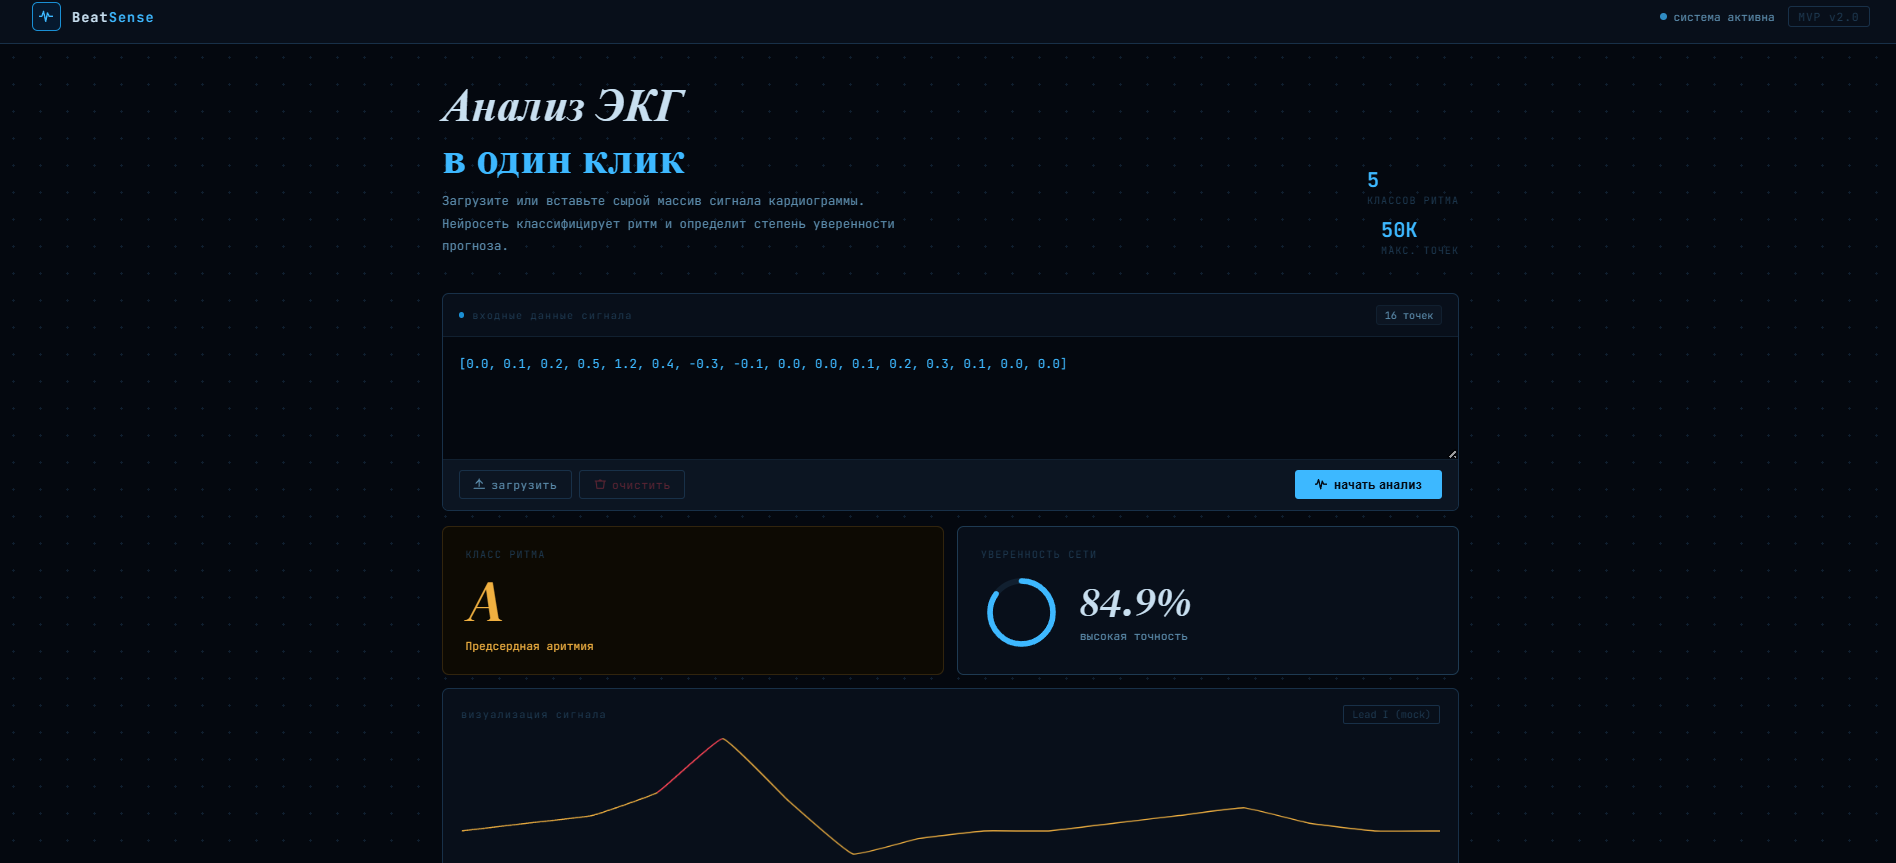 BeatSense
система активна
MVP v2.0
Анализ ЭКГ
в один клик
Загрузите или вставьте сырой массив сигнала кардиограммы.
Нейросеть классифицирует ритм и определит степень уверенности
прогноза.
5
КЛАССОВ РИТМА
50K
МАКС. ТОЧЕК
входные данные сигнала
16 точек
[0.0, 0.1, 0.2, 0.5, 1.2, 0.4, -0.3, -0.1, 0.0, 0.0, 0.1, 0.2, 0.3, 0.1, 0.0, 0.0]
загрузить
очистить
начать анализ
КЛАСС РИТМА
A
Предсердная аритмия
УВЕРЕННОСТЬ СЕТИ
84.9%
высокая точность
визуализация сигнала
Lead I (mock)